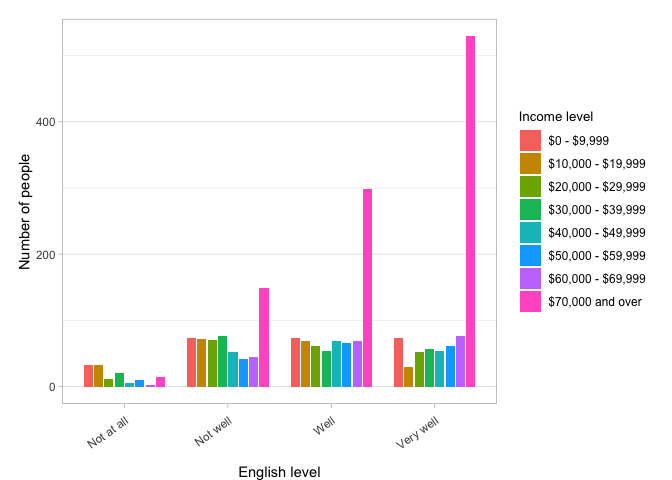 Number of people
400
200
0
Not at all
Not well
Well
Very well
English level
Income level
$0 - $9,999
$10,000 - $19,999
$20,000 - $29,999
$30,000 - $39,999
$40,000 - $49,999
$50,000 - $59,999
$60,000 - $69,999
$70,000 and over